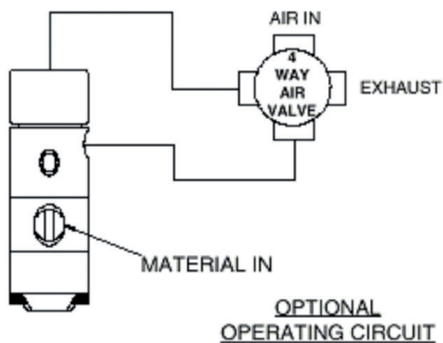 AIR IN
4
WAY
AIR
VALVE
EXHAUST
MATERIAL IN
OPTIONAL
OPERATING CIRCUIT